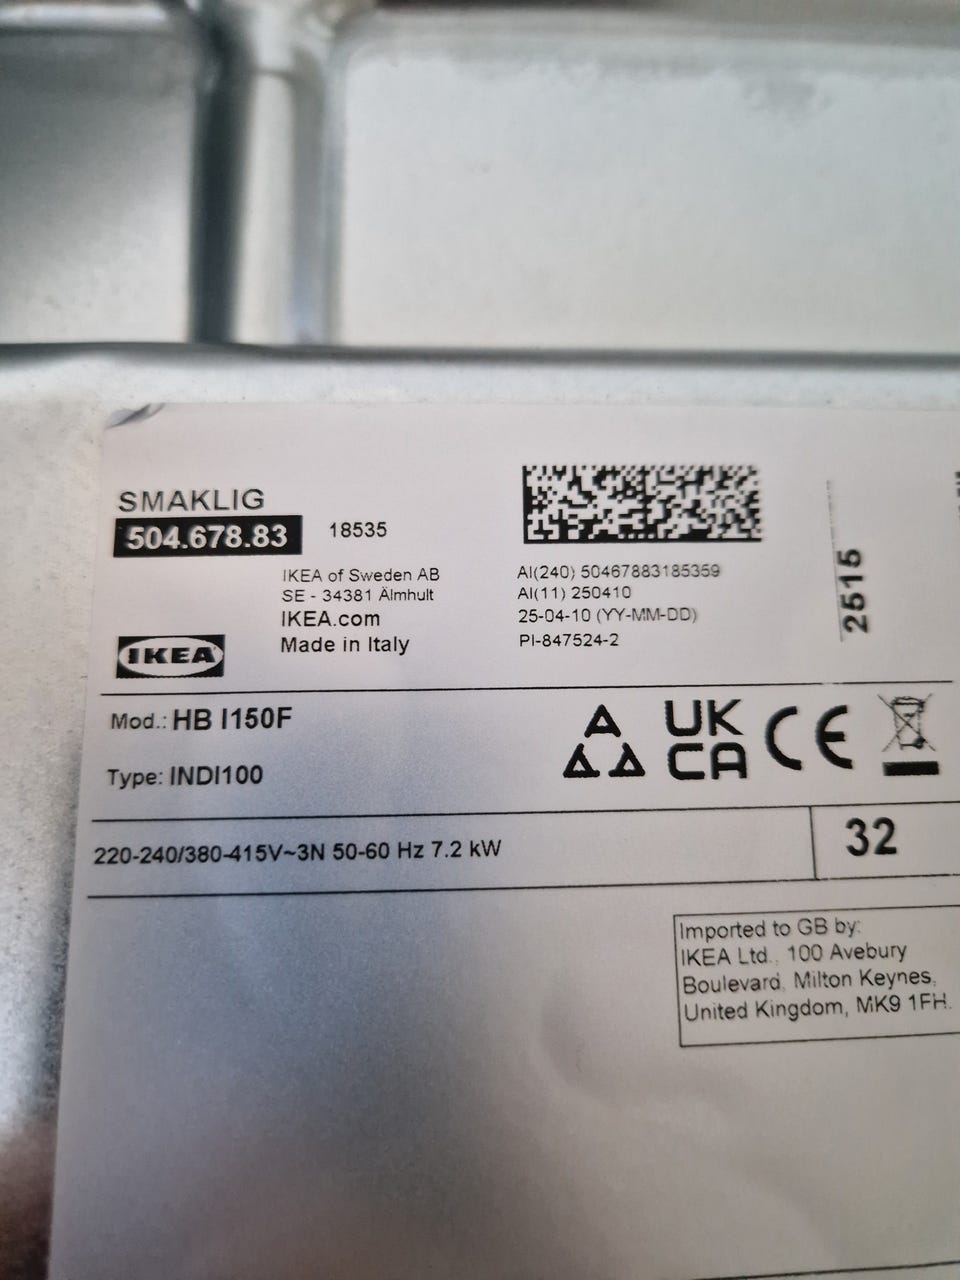 SMAKLIG
504.678.83 18535
IKEA of Sweden AB
SE - 34381 Älmhult
IKEA.com
Made in Italy
IKEA
AI(240) 50467883185359
AI(11) 250410
25-04-10 (YY-MM-DD)
PI-847524-2
2515
Mod.: HB I150F
Type: INDI100
UK
CA
CE
220-240/380-415V~3N 50-60 Hz 7.2 kW
32
Imported to GB by:
IKEA Ltd., 100 Avebury
Boulevard, Milton Keynes,
United Kingdom, MK9 1FH.